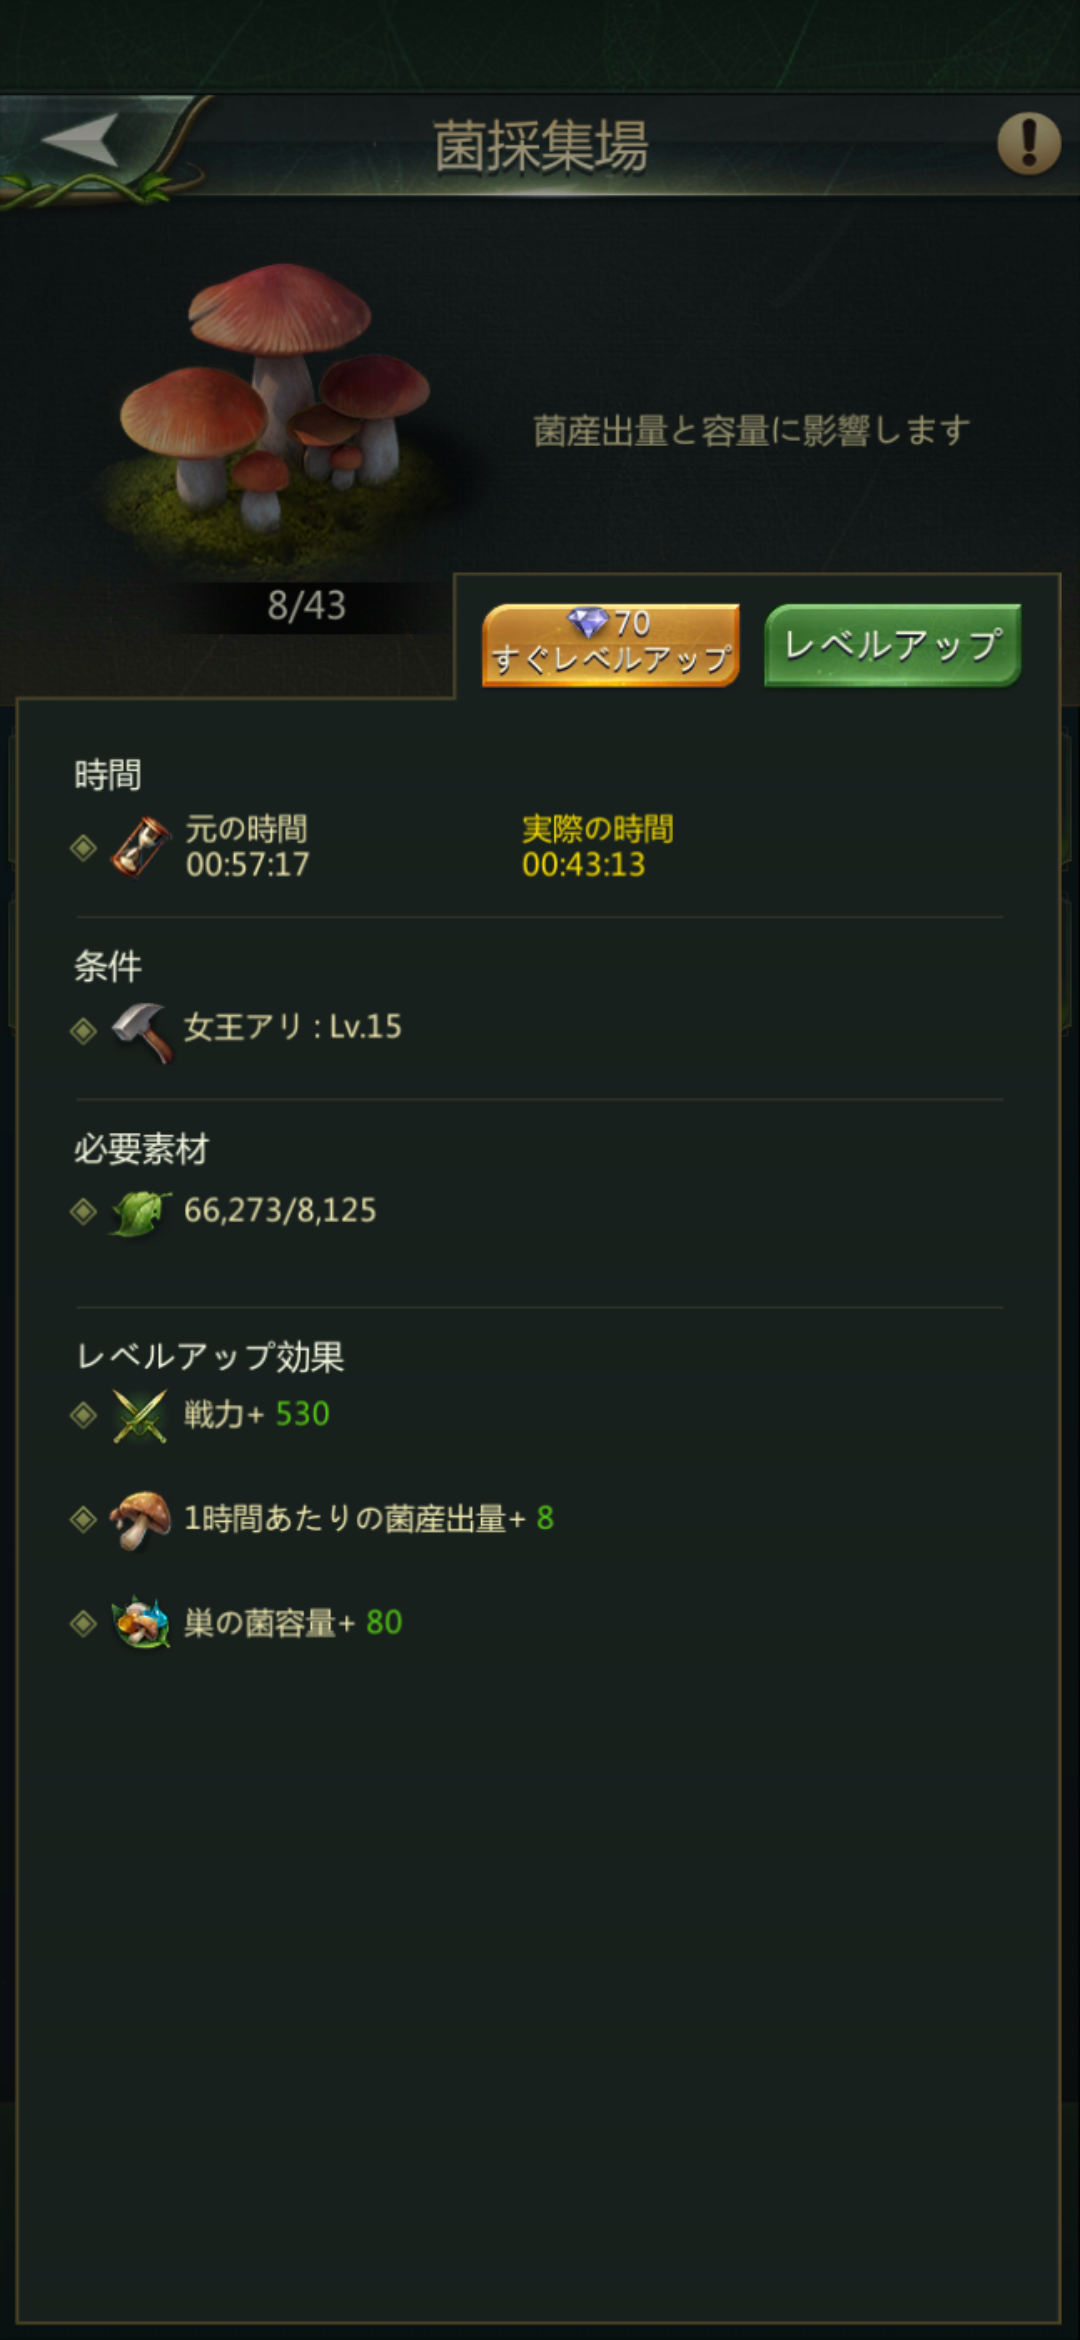 菌採集場
菌産出量と容量に影響します
8/43
70
すぐレベルアップ
レベルアップ
時間
元の時間
00:57:17
実際の時間
00:43:13
条件
女王アリ : Lv.15
必要素材
66,273/8,125
レベルアップ効果
戦力+ 530
1時間あたりの菌産出量+ 8
巣の菌容量+ 80